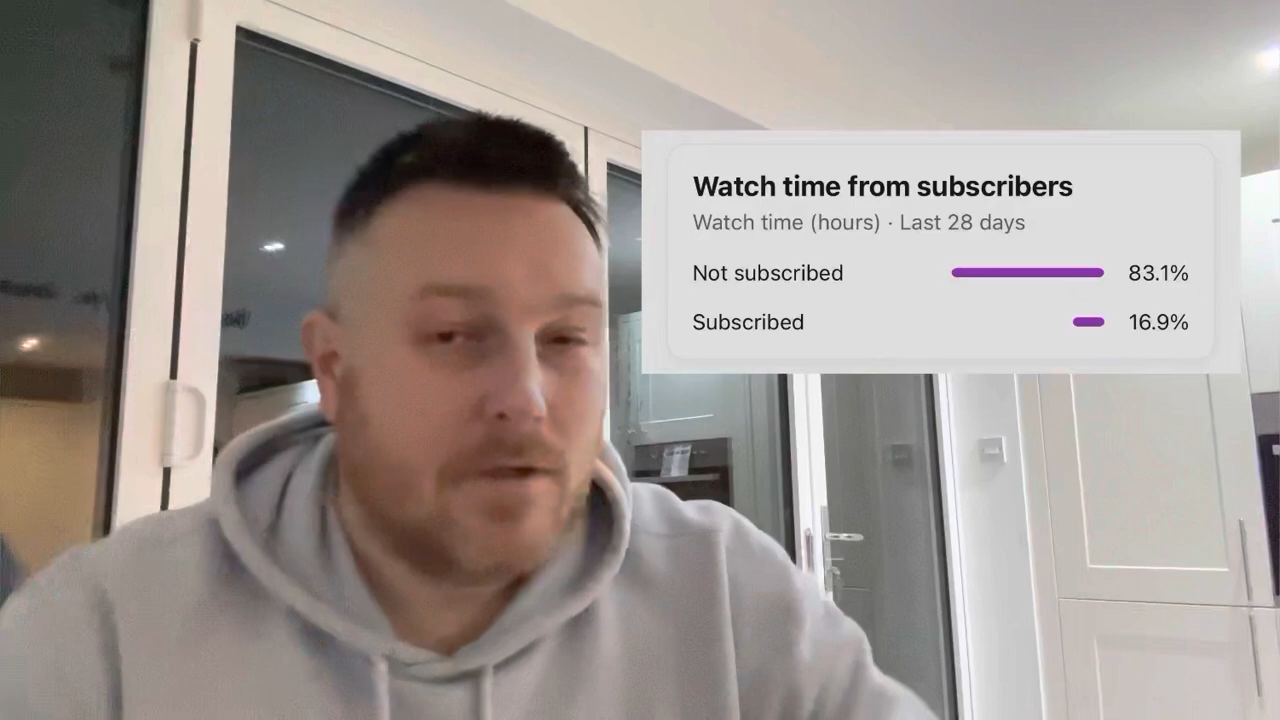 Watch time from subscribers
Watch time (hours) · Last 28 days
Not subscribed 83.1%
Subscribed 16.9%